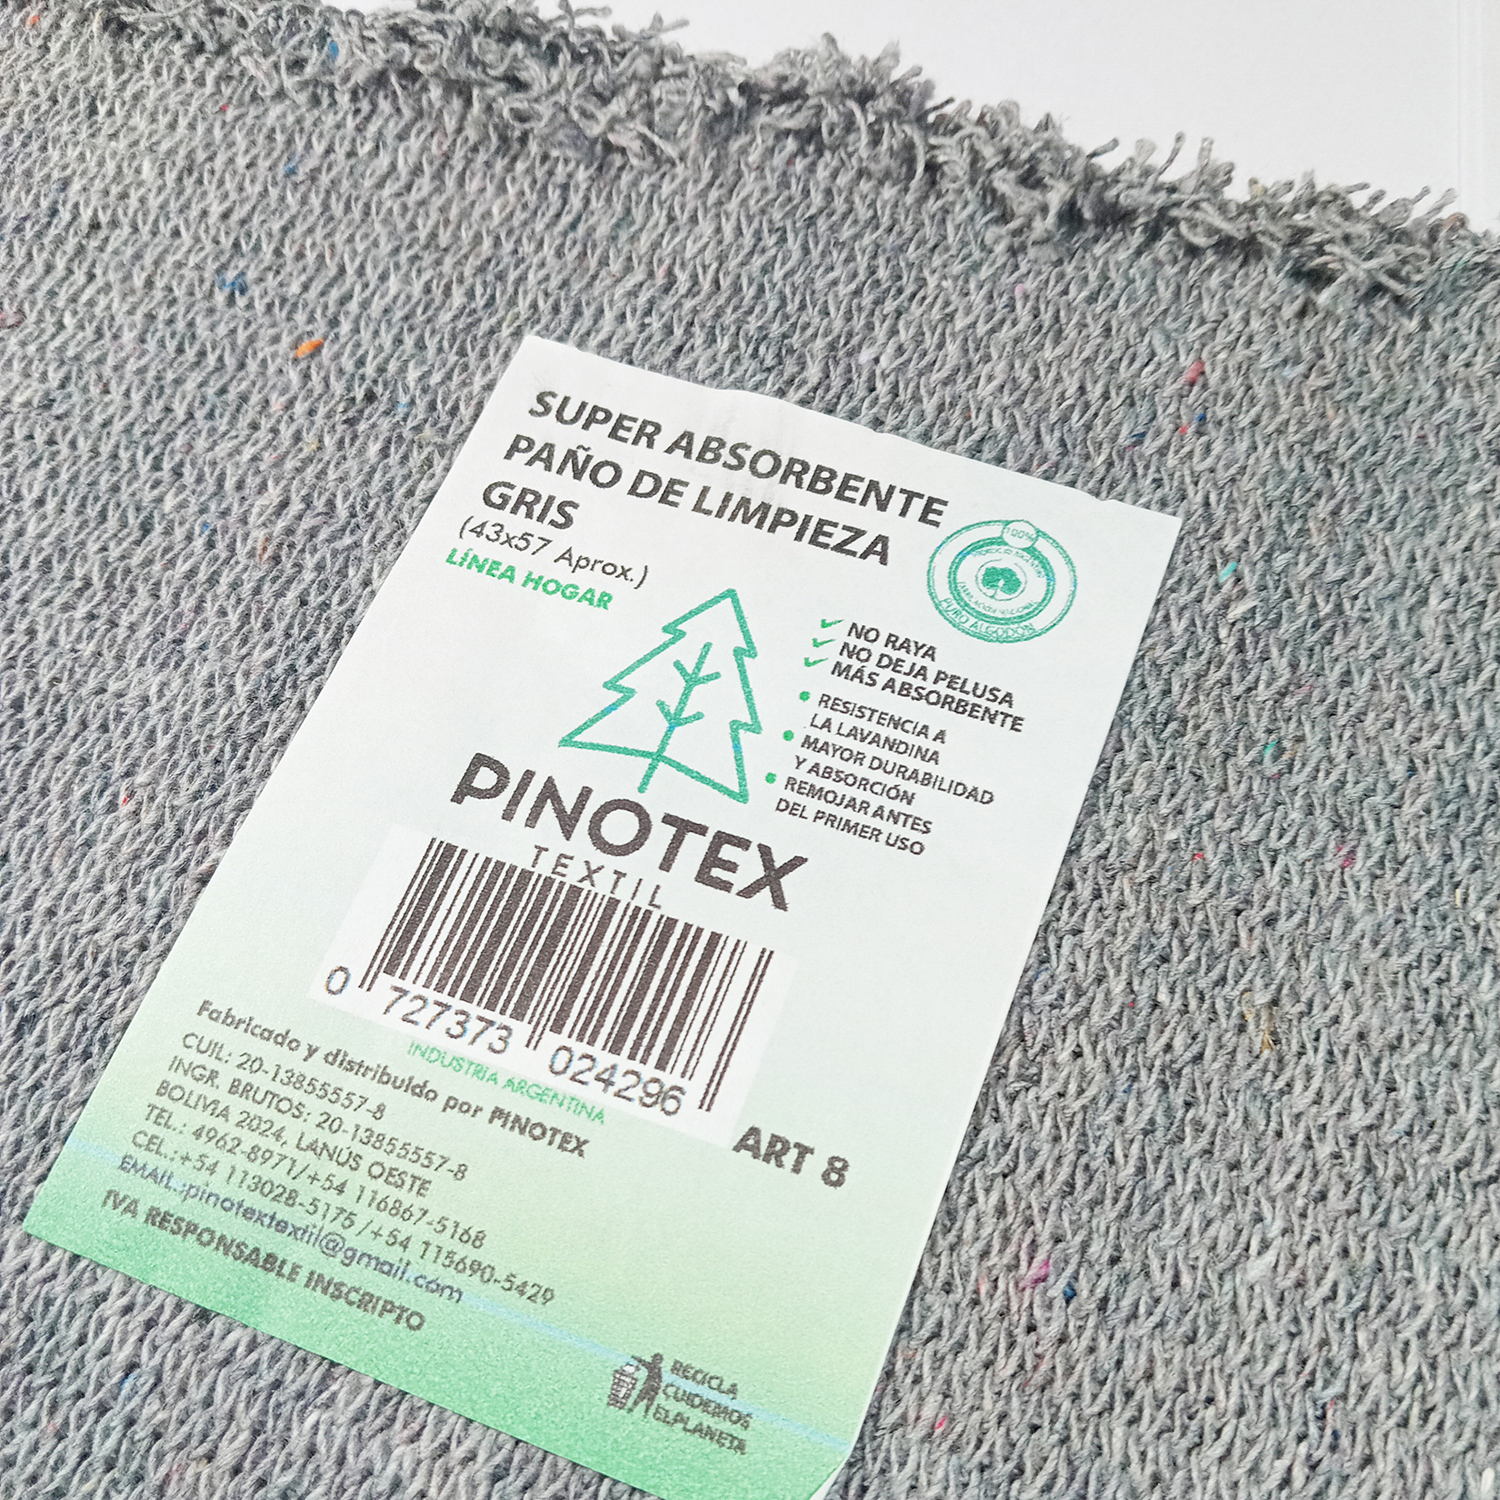 SUPER ABSORBENTE
PAÑO DE LIMPIEZA
GRIS
(43x57 Aprox.)
LÍNEA HOGAR
100%
PURO ALGODÓN
NO RAYA
NO DEJA PELUSA
MÁS ABSORBENTE
RESISTENCIA A
LA LAVANDINA
MAYOR DURABILIDAD
Y ABSORCIÓN
REMOJAR ANTES
DEL PRIMER USO
PINOTEX
TEXTIL
0 727373 024296
INDUSTRIA ARGENTINA
ART 8
Fabricado y distribuido por PINOTEX
CUIL: 20-13855557-8
INGR. BRUTOS: 20-13855557-8
BOLIVIA 2024, LANÚS OESTE
TEL.: 4962-8971/+54 116867-5168
CEL.:+54 113028-5175 /+54 115690-5429
EMAIL.:pinotextextil@gmail.com
IVA RESPONSABLE INSCRIPTO
RECICLA
CUIDEMOS
ELPLANETA